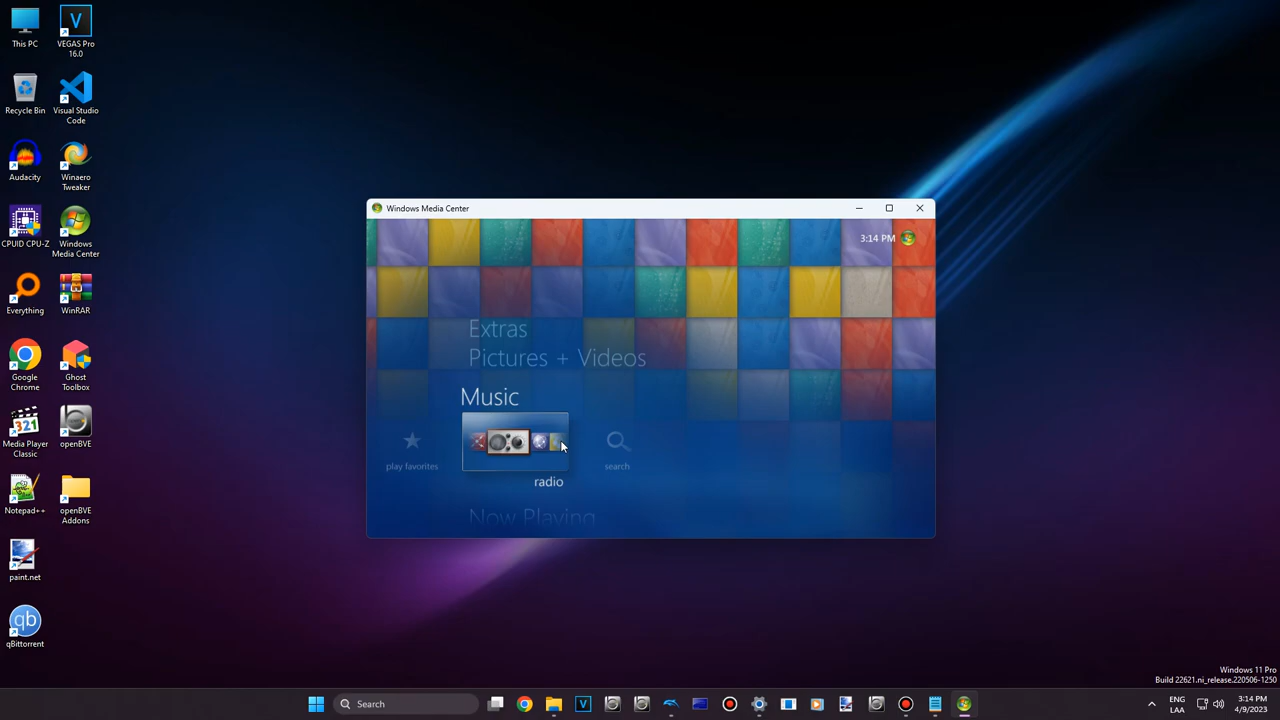 This PC
VEGAS Pro
16.0
Recycle Bin
Visual Studio
Code
Audacity
Winaero
Tweaker
CPUID CPU-Z
Windows
Media Center
Everything
WinRAR
Google
Chrome
Ghost
Toolbox
Media Player
Classic
openBVE
Notepad++
openBVE
Addons
paint.net
qBittorrent
Windows Media Center
3:14 PM
Extras
Pictures + Videos
Music
play favorites
radio
search
Now Playing
Windows 11 Pro
Build 22621.ni_release.220506-1250
Search
ENG
LAA
3:14 PM
4/9/2023